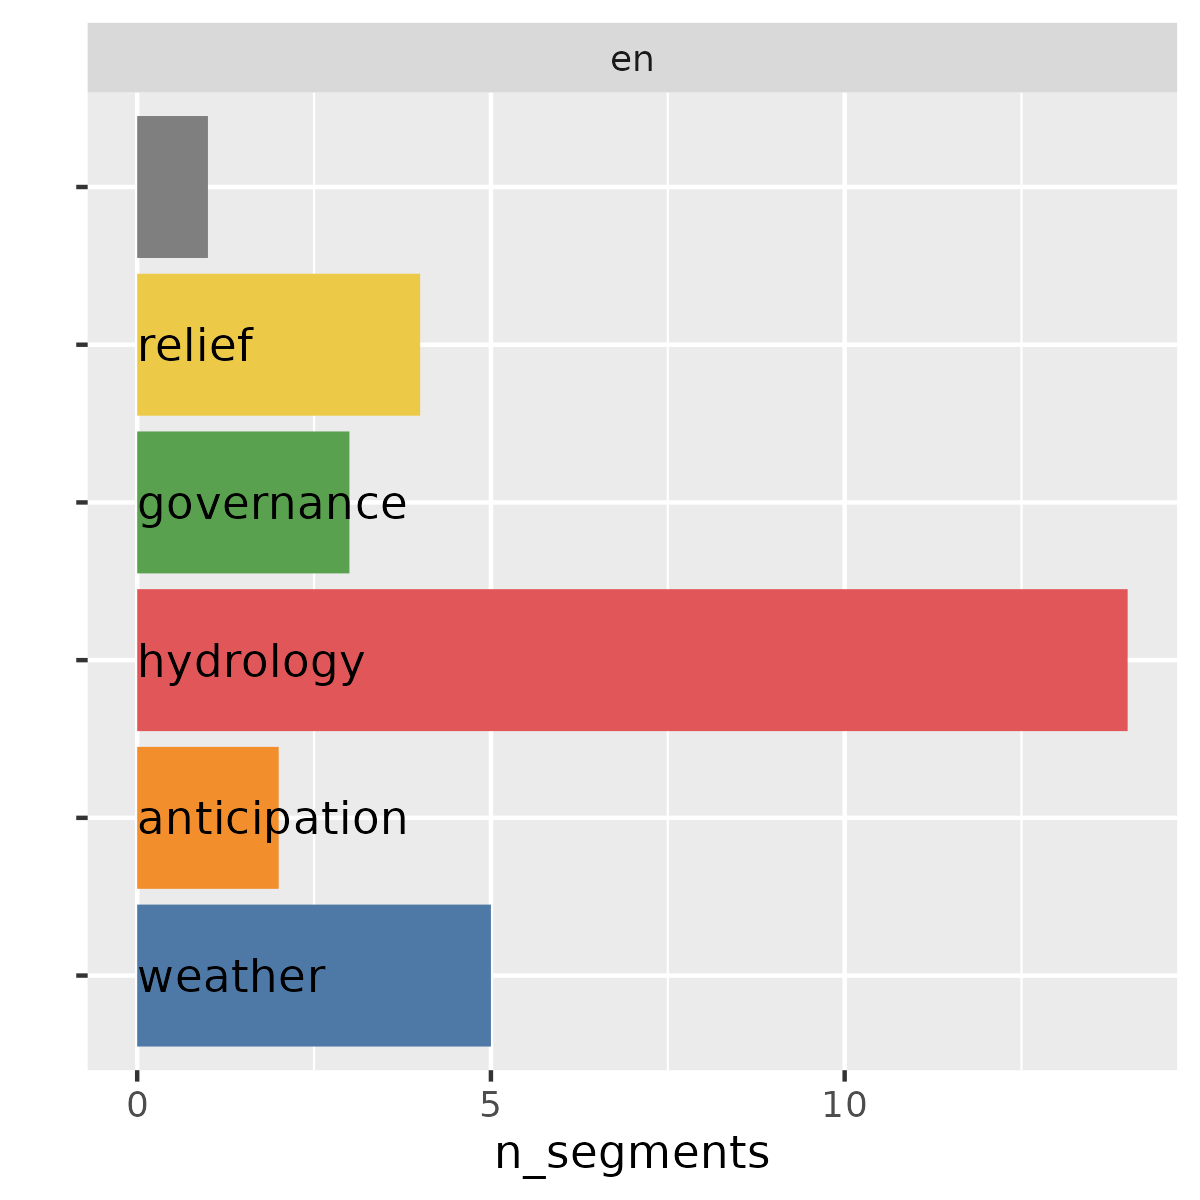 en
relief
governance
hydrology
anticipation
weather
0 5 10
n_segments